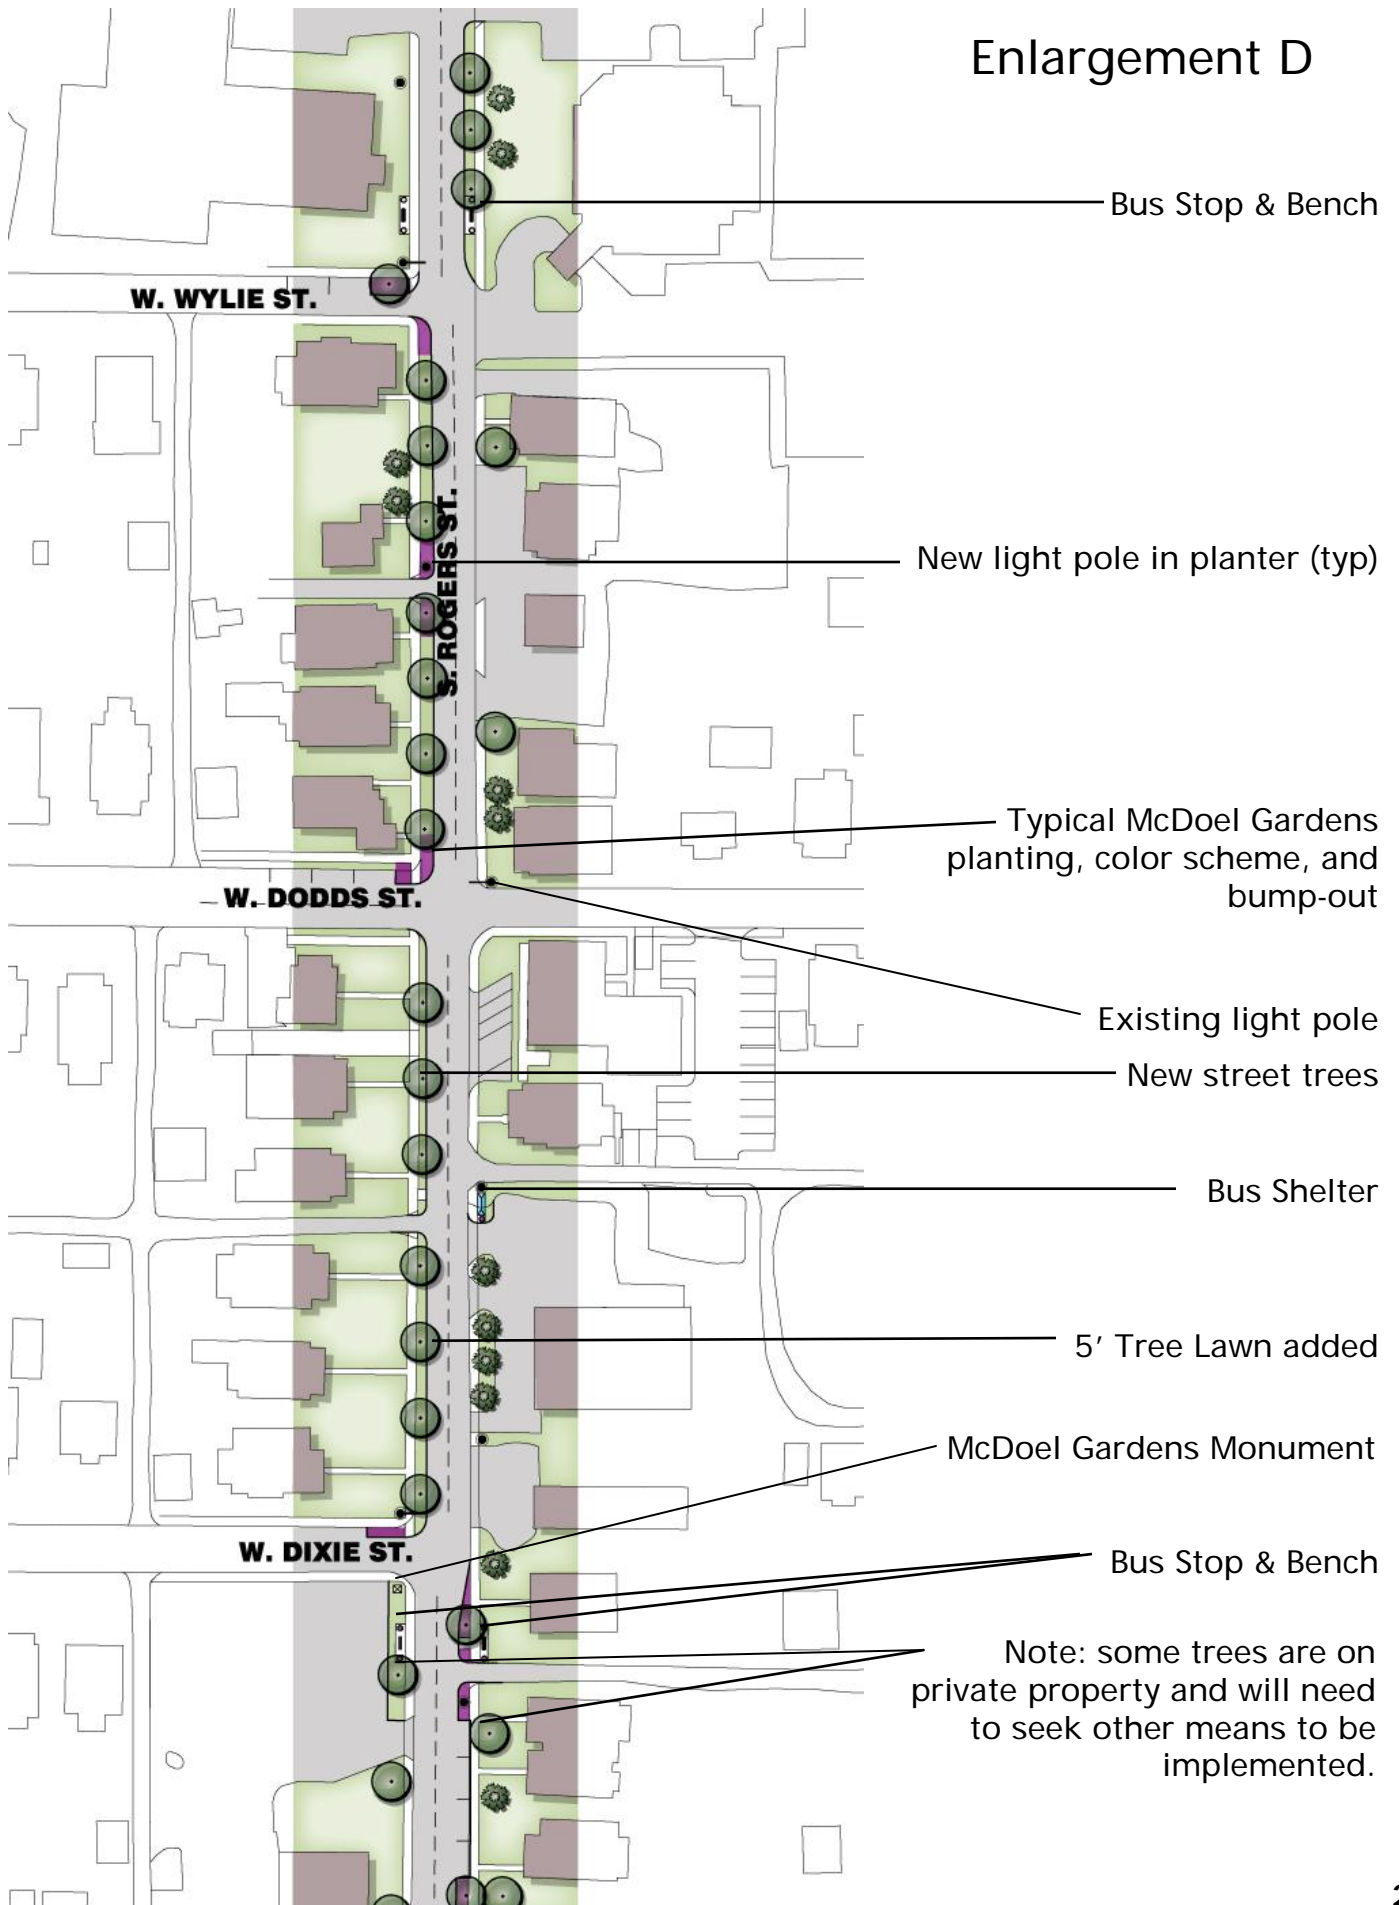 Enlargement D
Bus Stop & Bench
W. WYLIE ST.
S. ROGERS ST.
New light pole in planter (typ)
Typical McDoel Gardens
planting, color scheme, and
bump-out
W. DODDS ST.
Existing light pole
New street trees
Bus Shelter
5' Tree Lawn added
McDoel Gardens Monument
W. DIXIE ST.
Bus Stop & Bench
Note: some trees are on
private property and will need
to seek other means to be
implemented.